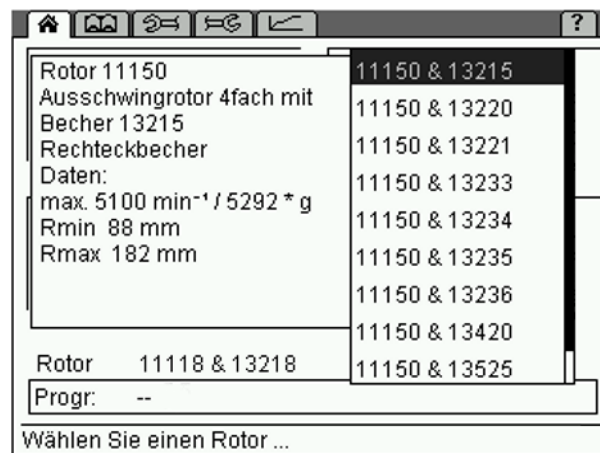 ?
Rotor 11150
Ausschwingrotor 4fach mit
Becher 13215
Rechteckbecher
Daten:
max. 5100 min⁻¹ / 5292 * g
Rmin 88 mm
Rmax 182 mm
11150 & 13215
11150 & 13220
11150 & 13221
11150 & 13233
11150 & 13234
11150 & 13235
11150 & 13236
11150 & 13420
11150 & 13525
Rotor 11118 & 13218
Progr: --
Wählen Sie einen Rotor ...